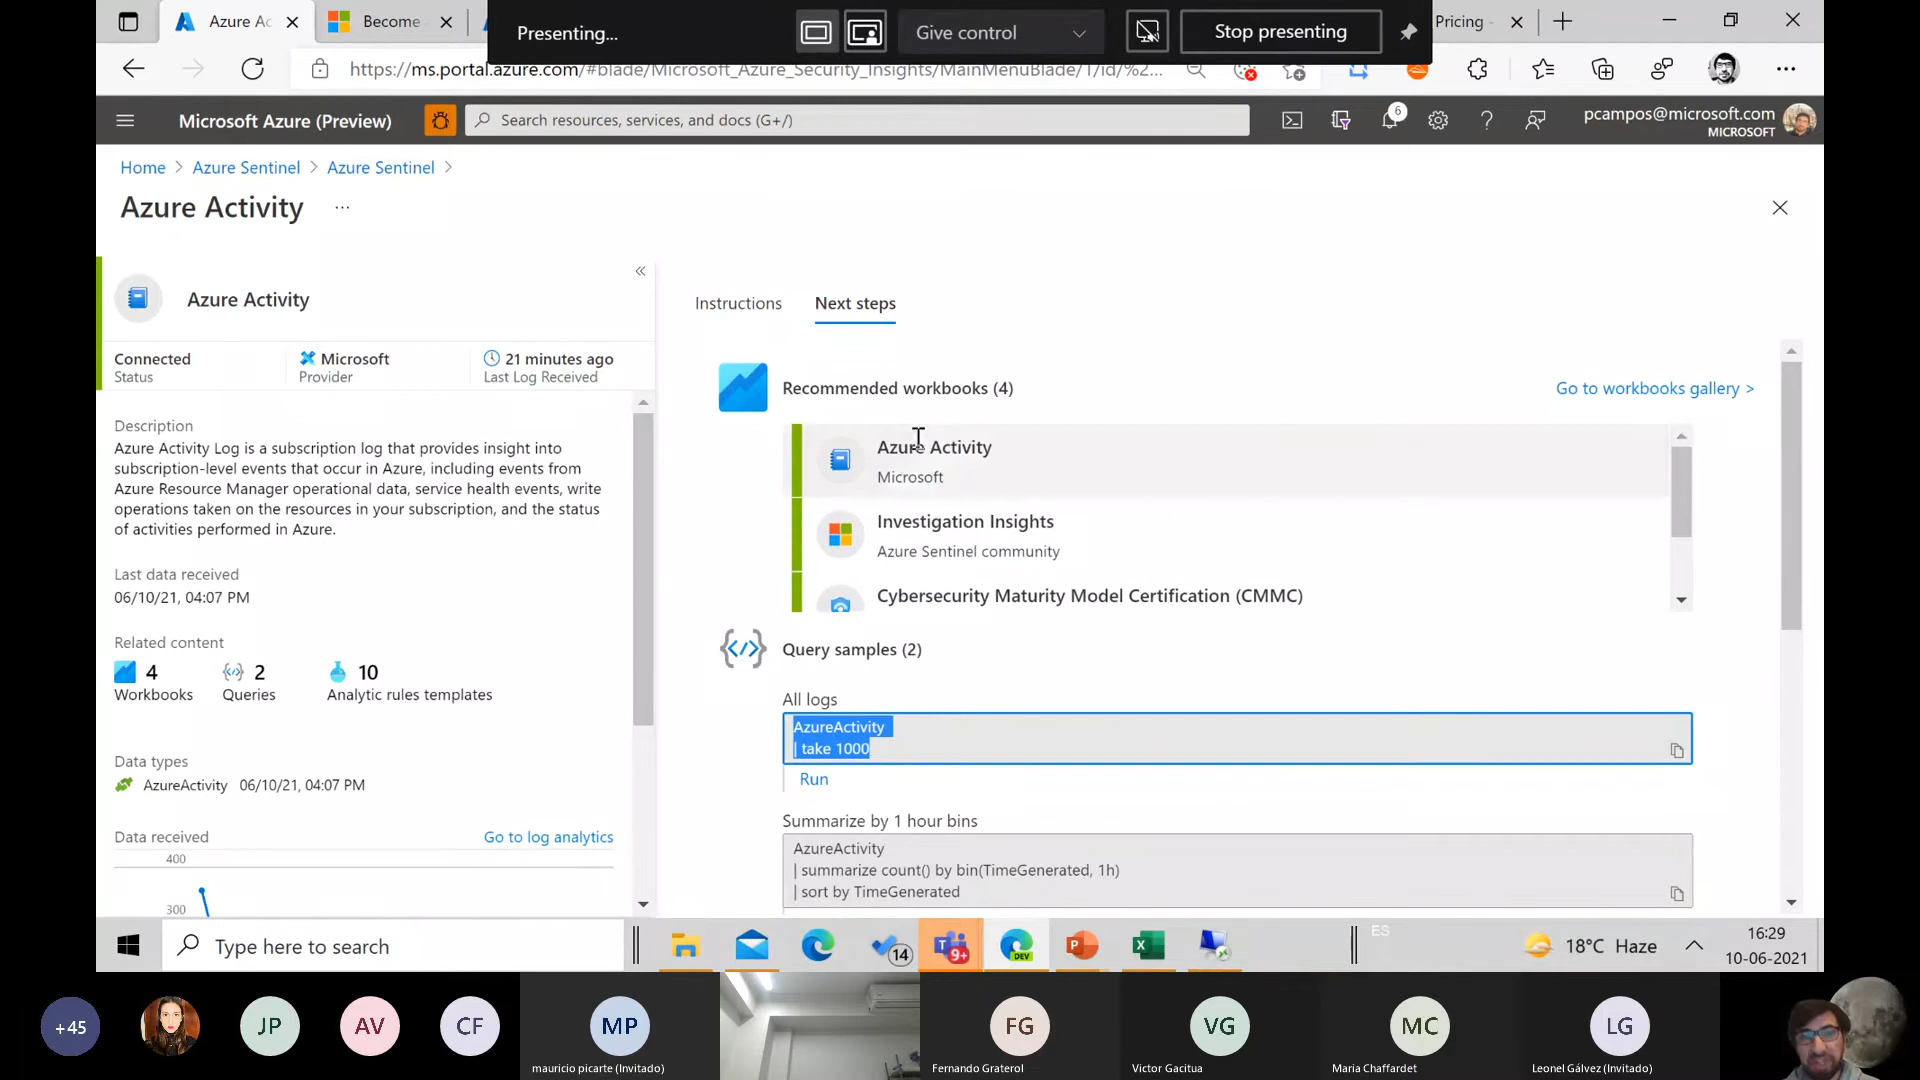 Azure Ac
Become
Presenting...
Give control
Stop presenting
Pricing -
https://ms.portal.azure.com/#blade/Microsoft_Azure_Security_Insights/MainMenuBlade/1/id/%2...
Microsoft Azure (Preview)
Search resources, services, and docs (G+/)
6
pcampos@microsoft.com
MICROSOFT
Home > Azure Sentinel > Azure Sentinel >
Azure Activity ...
Azure Activity
Connected
Status
Microsoft
Provider
21 minutes ago
Last Log Received
Description
Azure Activity Log is a subscription log that provides insight into
subscription-level events that occur in Azure, including events from
Azure Resource Manager operational data, service health events, write
operations taken on the resources in your subscription, and the status
of activities performed in Azure.
Last data received
06/10/21, 04:07 PM
Related content
4 2 10
Workbooks Queries Analytic rules templates
Data types
AzureActivity 06/10/21, 04:07 PM
Data received Go to log analytics
400
300
Instructions Next steps
Recommended workbooks (4) Go to workbooks gallery >
Azure Activity
Microsoft
Investigation Insights
Azure Sentinel community
Cybersecurity Maturity Model Certification (CMMC)
Query samples (2)
All logs
AzureActivity
| take 1000
Run
Summarize by 1 hour bins
AzureActivity
| summarize count() by bin(TimeGenerated, 1h)
| sort by TimeGenerated
Type here to search
14
9+
DEV
ES
18°C Haze
16:29
10-06-2021
+45
JP
AV
CF
MP
mauricio picarte (Invitado)
FG
Fernando Graterol
VG
Victor Gacitua
MC
Maria Chaffardet
LG
Leonel Gálvez (Invitado)